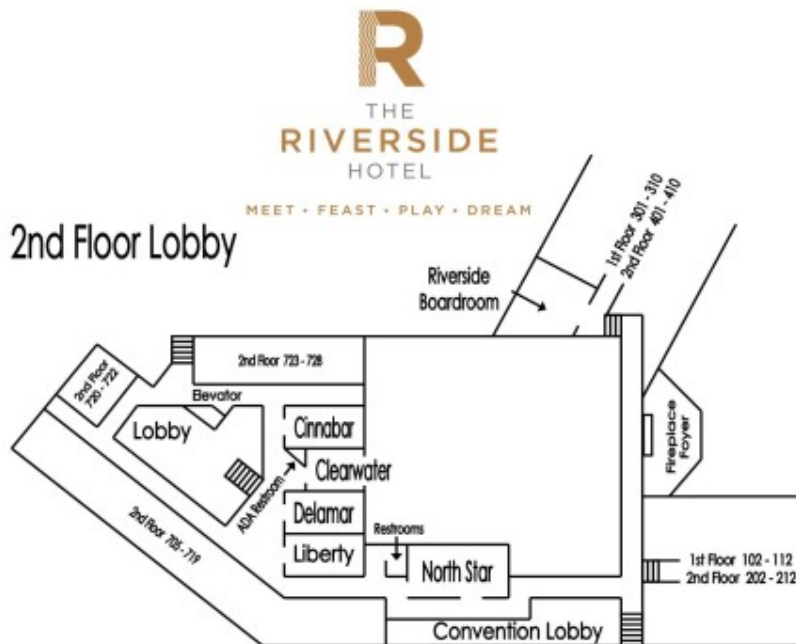 R
THE
RIVERSIDE
HOTEL
MEET • FEAST • PLAY • DREAM
2nd Floor Lobby
1st Floor 301 - 310
2nd Floor 401 - 410
Riverside
Boardroom
2nd Floor 723 - 728
2nd Floor
720 - 722
Elevator
Lobby
Cinnabar
Clearwater
ADA Restroom
Delamar
Liberty
2nd Floor 705 - 719
Restrooms
North Star
Fireplace
Foyer
1st Floor 102 - 112
2nd Floor 202 - 212
Convention Lobby